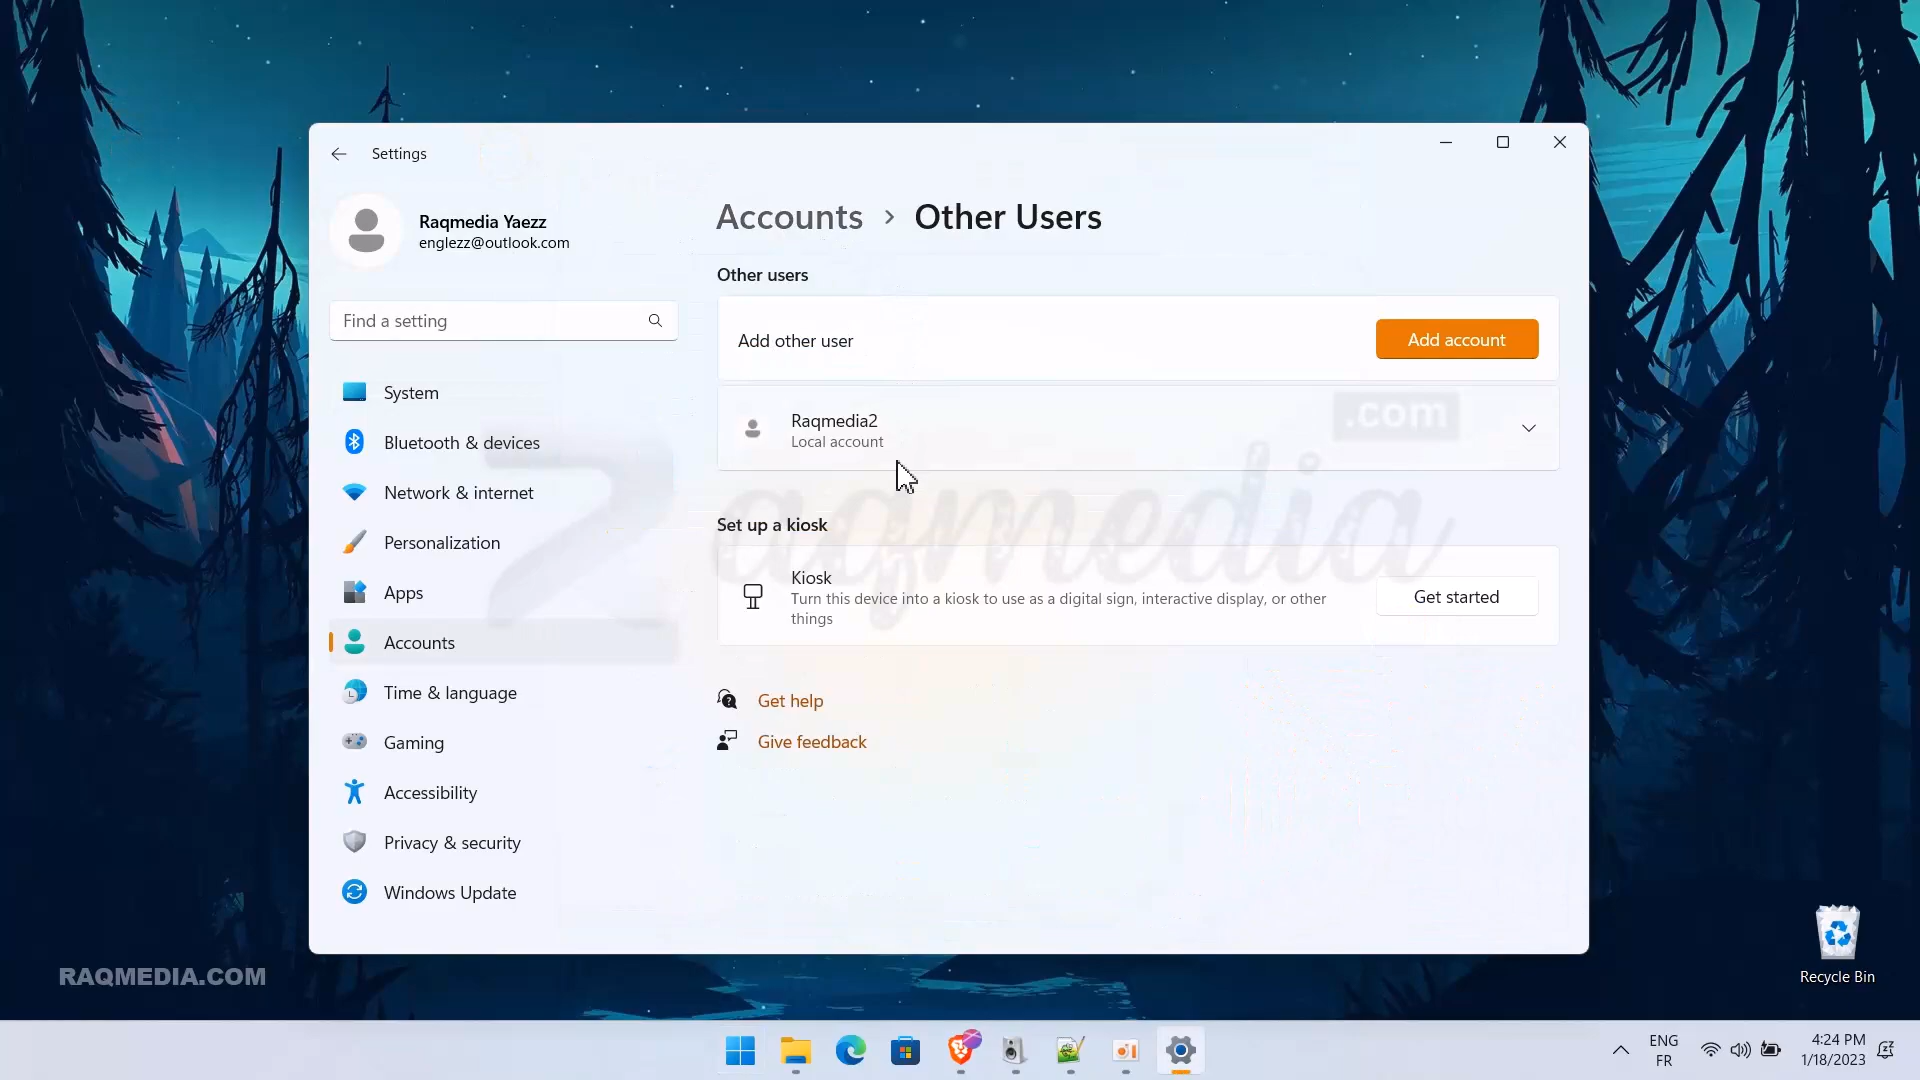 Settings
Raqmedia Yaezz
englezz@outlook.com
Find a setting
System
Bluetooth & devices
Network & internet
Personalization
Apps
Accounts
Time & language
Gaming
Accessibility
Privacy & security
Windows Update
Accounts > Other Users
Other users
Add other user
Add account
Raqmedia2
Local account
.com
Raqmedia
Set up a kiosk
Kiosk
Turn this device into a kiosk to use as a digital sign, interactive display, or other
things
Get started
Get help
Give feedback
RAQMEDIA.COM
Recycle Bin
ENG
FR
4:24 PM
1/18/2023